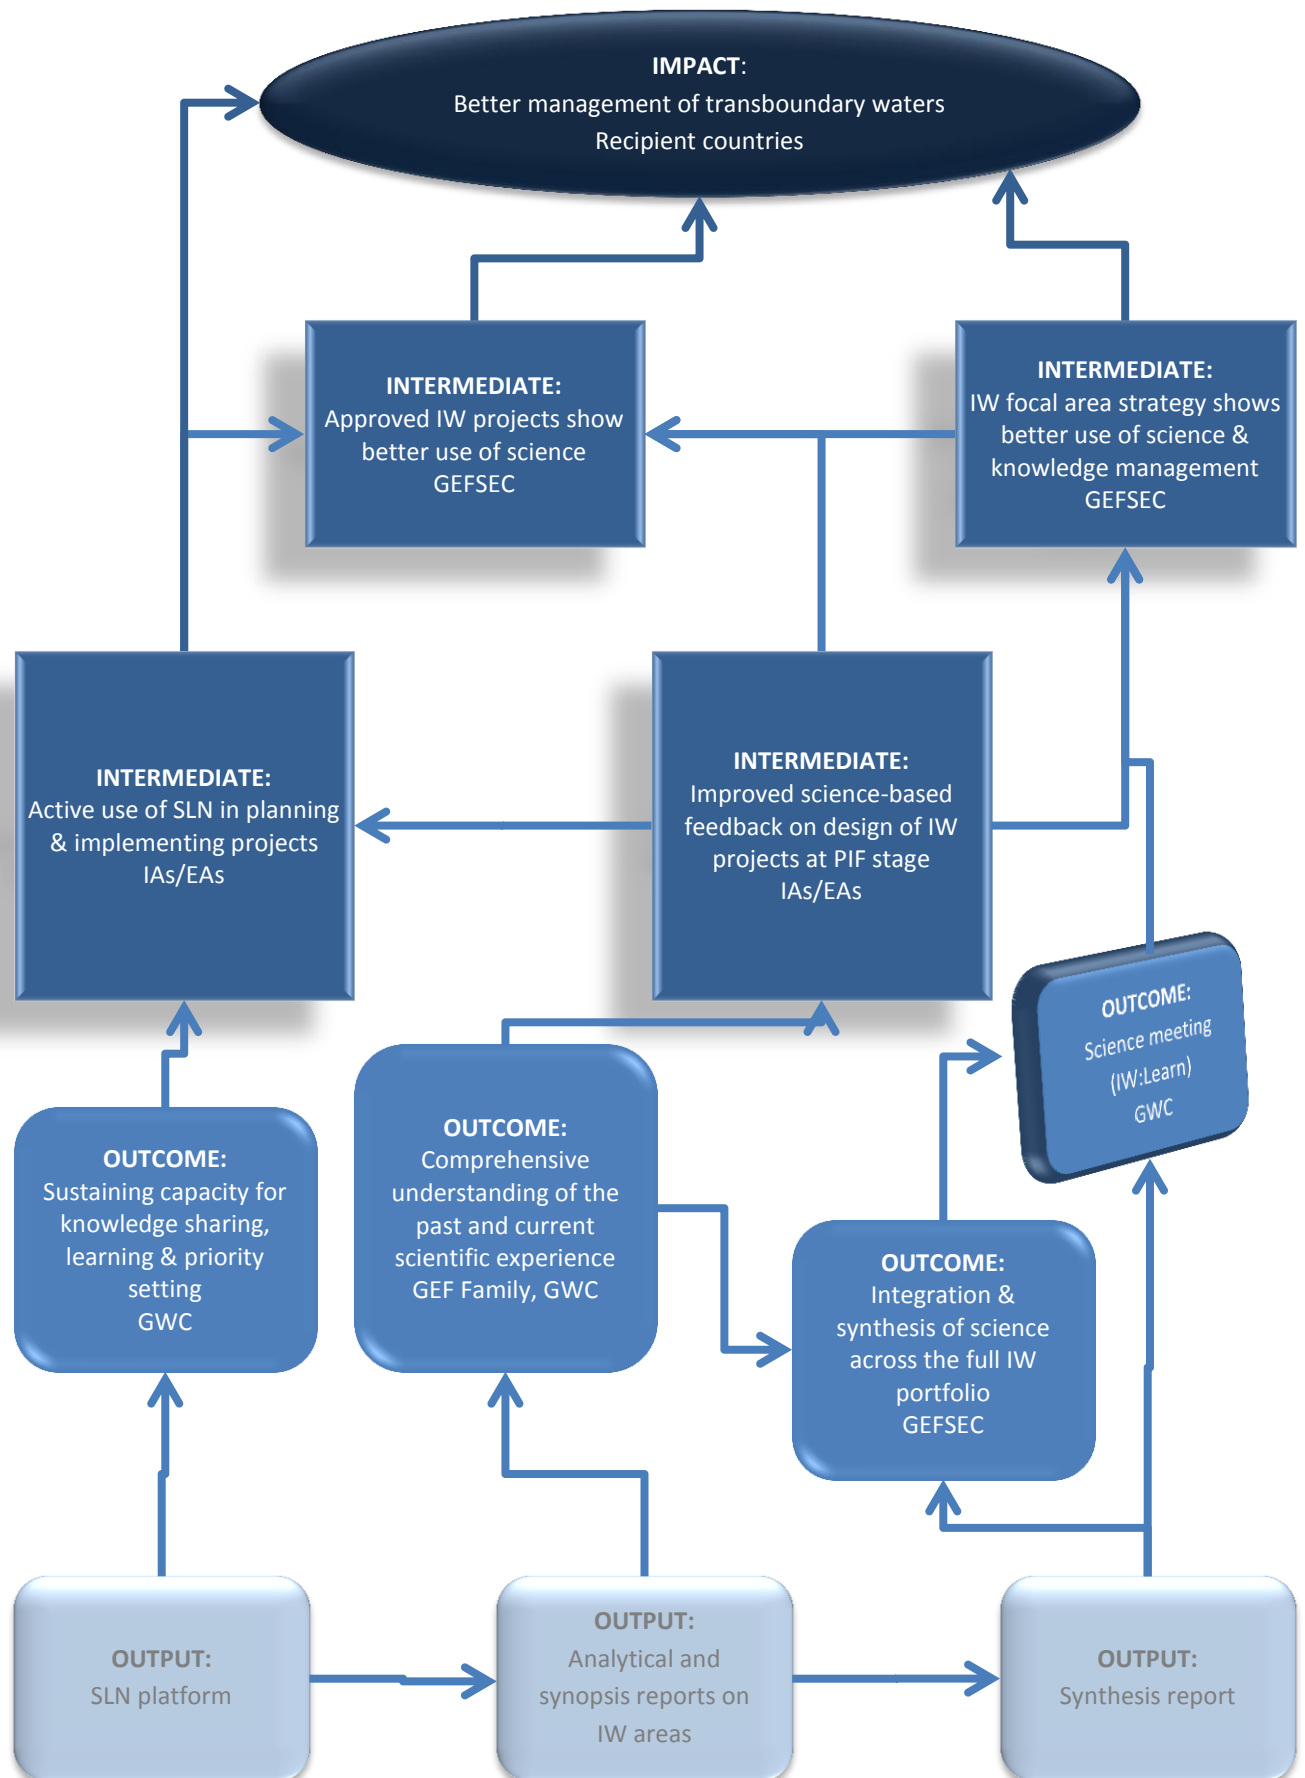 IMPACT:
Better management of transboundary waters
Recipient countries
INTERMEDIATE:
Approved IW projects show
better use of science
GEFSEC
INTERMEDIATE:
IW focal area strategy shows
better use of science &
knowledge management
GEFSEC
INTERMEDIATE:
Active use of SLN in planning
& implementing projects
IAs/EAs
INTERMEDIATE:
Improved science-based
feedback on design of IW
projects at PIF stage
IAs/EAs
OUTCOME:
Science meeting
(IW:Learn)
GWC
OUTCOME:
Sustaining capacity for
knowledge sharing,
learning & priority
setting
GWC
OUTCOME:
Comprehensive
understanding of the
past and current
scientific experience
GEF Family, GWC
OUTCOME:
Integration &
synthesis of science
across the full IW
portfolio
GEFSEC
OUTPUT:
SLN platform
OUTPUT:
Analytical and
synopsis reports on
IW areas
OUTPUT:
Synthesis report